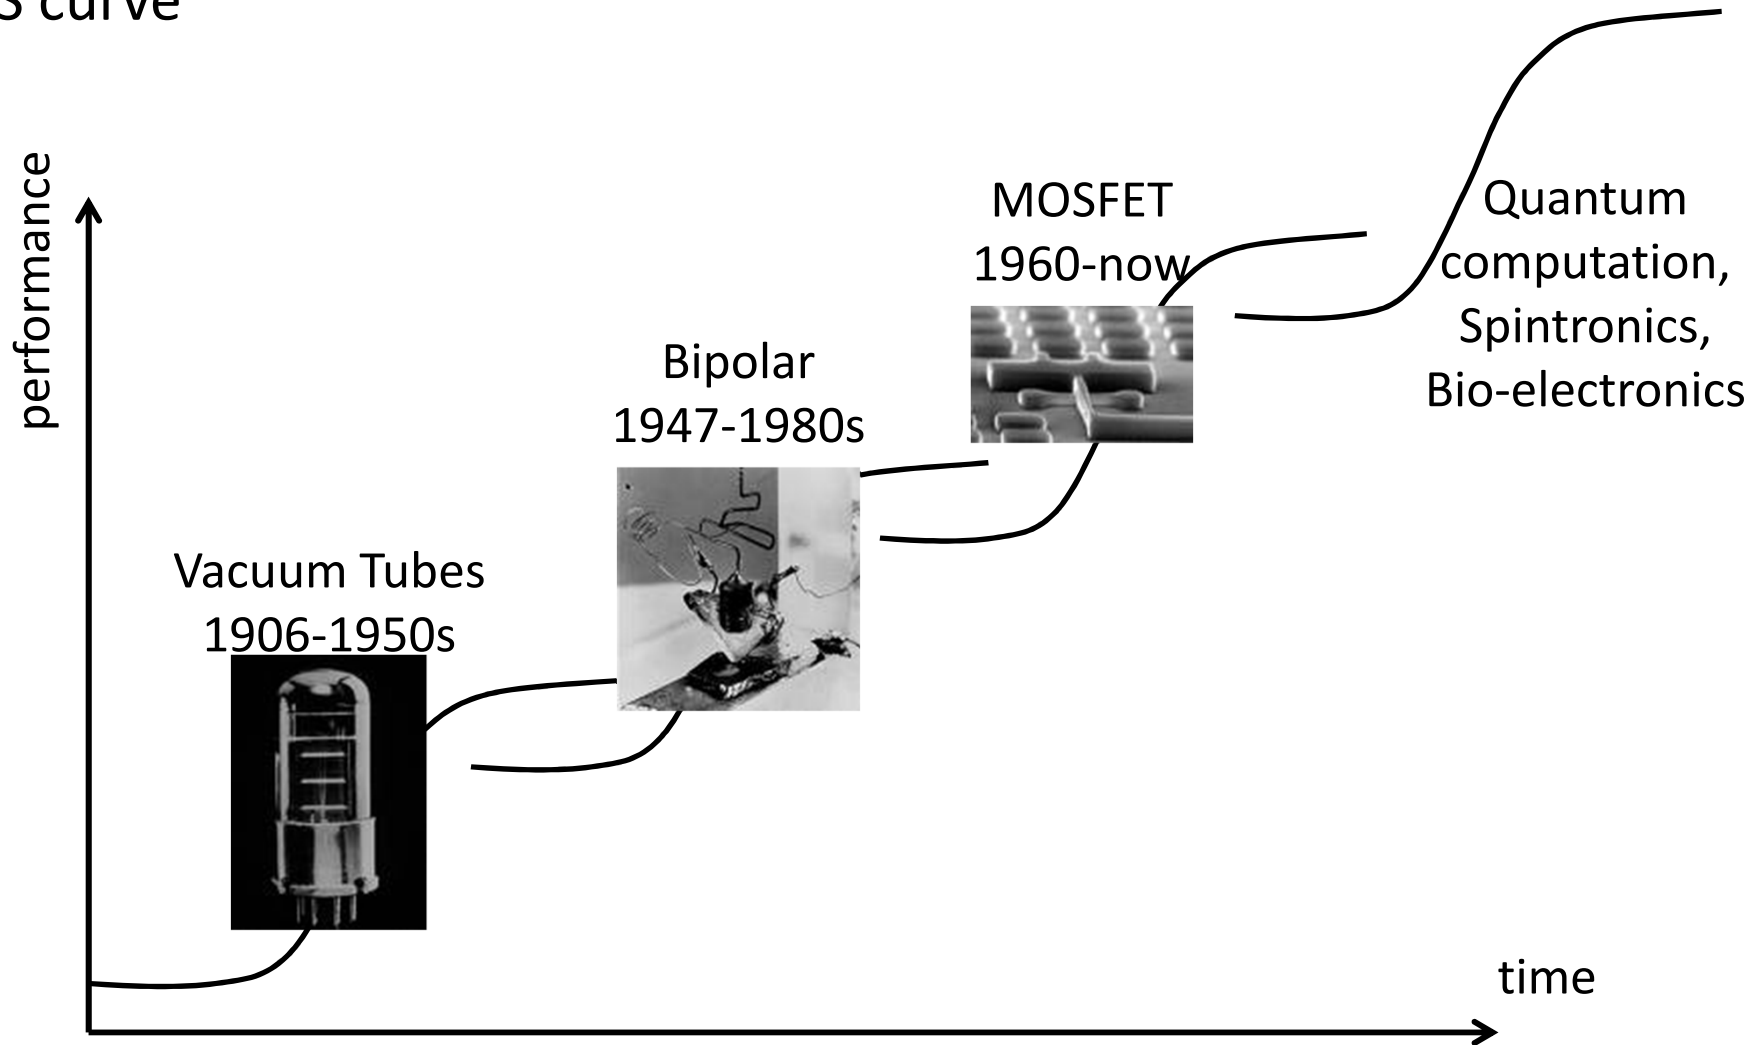 S curve
performance
MOSFET
1960-now
Quantum
computation,
Spintronics,
Bio-electronics
Bipolar
1947-1980s
Vacuum Tubes
1906-1950s
time